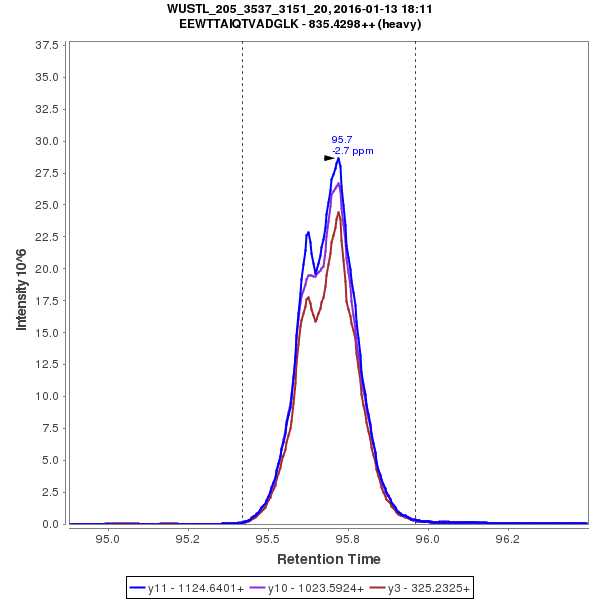 WUSTL_205_3537_3151_20, 2016-01-13 18:11
EEWTTAIQTVADGLK - 835.4298++ (heavy)
37.5
35.0
32.5
30.0
27.5
25.0
22.5
20.0
17.5
15.0
12.5
10.0
7.5
5.0
2.5
0.0
Intensity 10^6
95.7
-2.7 ppm
95.0
95.2
95.5
95.8
96.0
96.2
Retention Time
y11 - 1124.6401+
y10 - 1023.5924+
y3 - 325.2325+